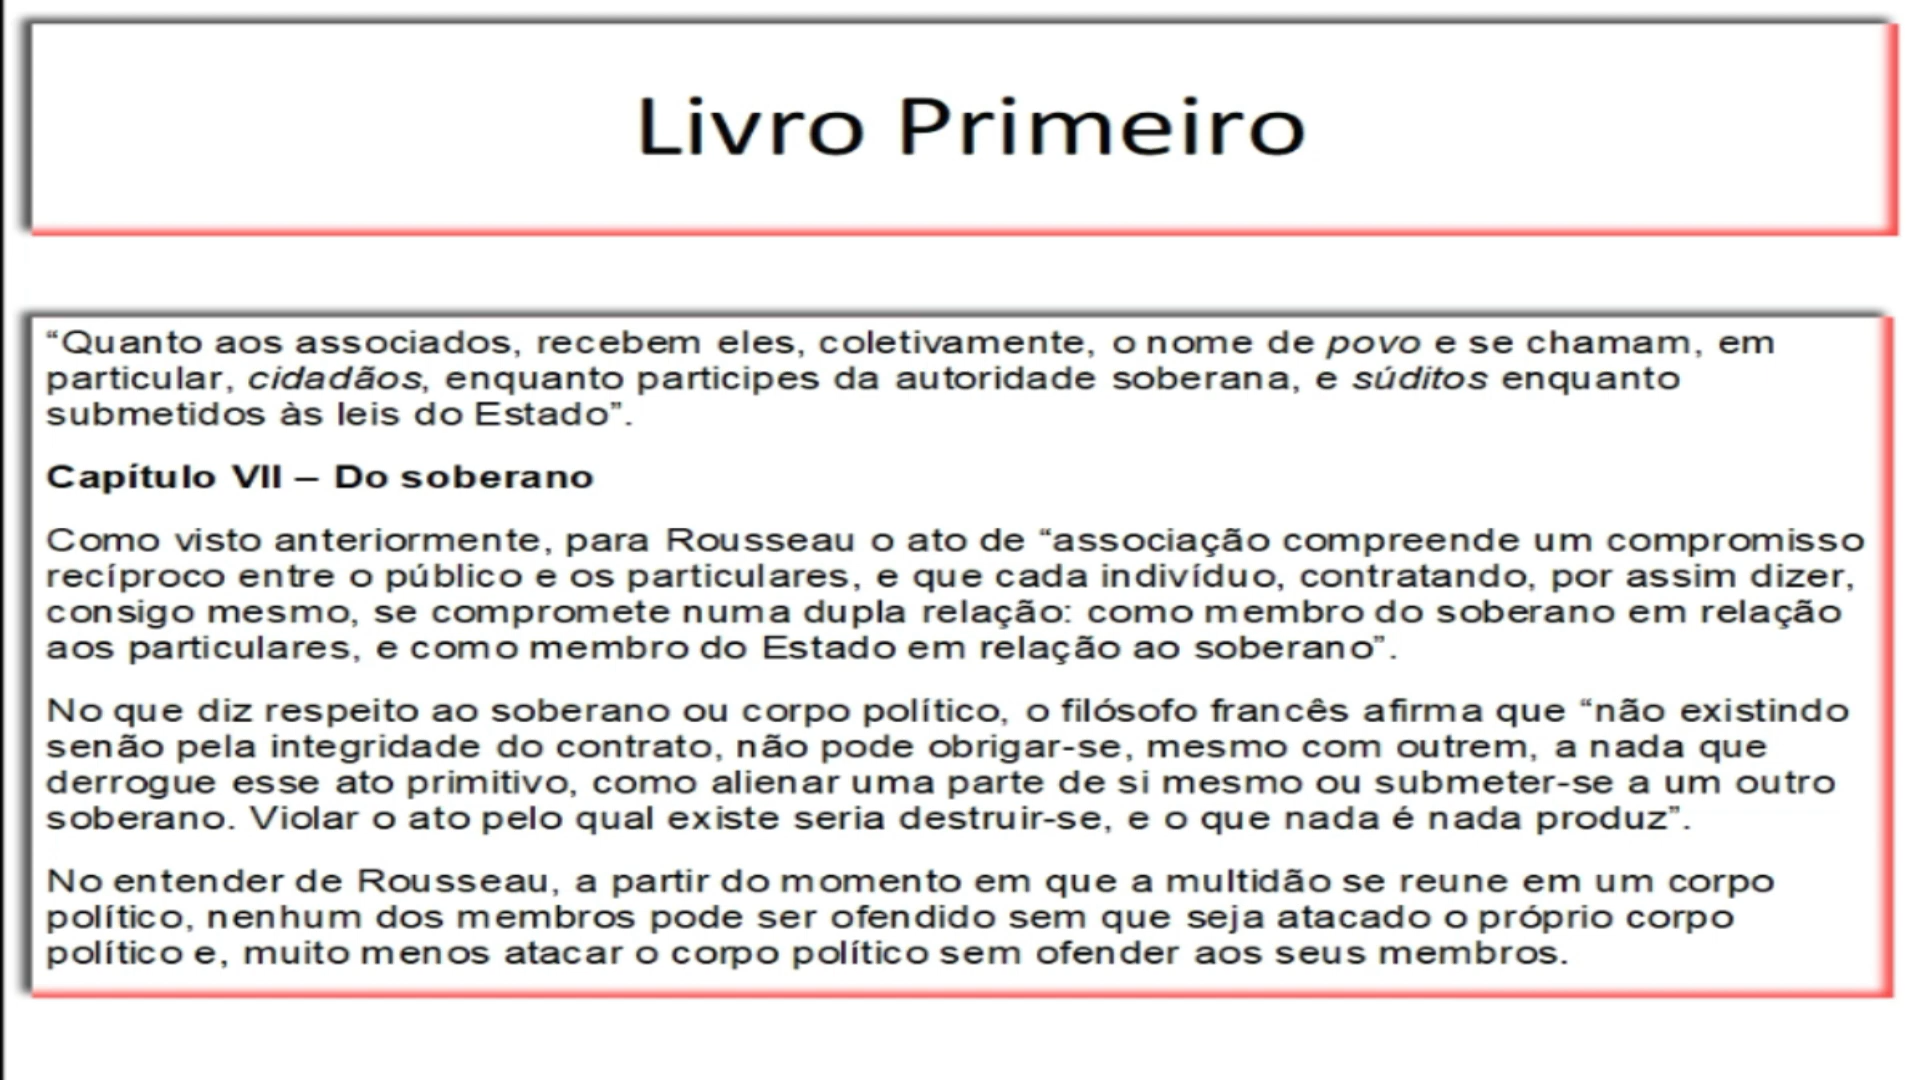 Livro Primeiro
“Quanto aos associados, recebem eles, coletivamente, o nome de povo e se chamam, em
particular, cidadãos, enquanto participes da autoridade soberana, e súditos enquanto
submetidos às leis do Estado”.
Capítulo VII – Do soberano
Como visto anteriormente, para Rousseau o ato de “associação compreende um compromisso
recíproco entre o público e os particulares, e que cada indivíduo, contratando, por assim dizer,
consigo mesmo, se compromete numa dupla relação: como membro do soberano em relação
aos particulares, e como membro do Estado em relação ao soberano”.
No que diz respeito ao soberano ou corpo político, o filósofo francês afirma que “não existindo
senão pela integridade do contrato, não pode obrigar-se, mesmo com outrem, a nada que
derrogue esse ato primitivo, como alienar uma parte de si mesmo ou submeter-se a um outro
soberano. Violar o ato pelo qual existe seria destruir-se, e o que nada é nada produz”.
No entender de Rousseau, a partir do momento em que a multidão se reune em um corpo
político, nenhum dos membros pode ser ofendido sem que seja atacado o próprio corpo
político e, muito menos atacar o corpo político sem ofender aos seus membros.